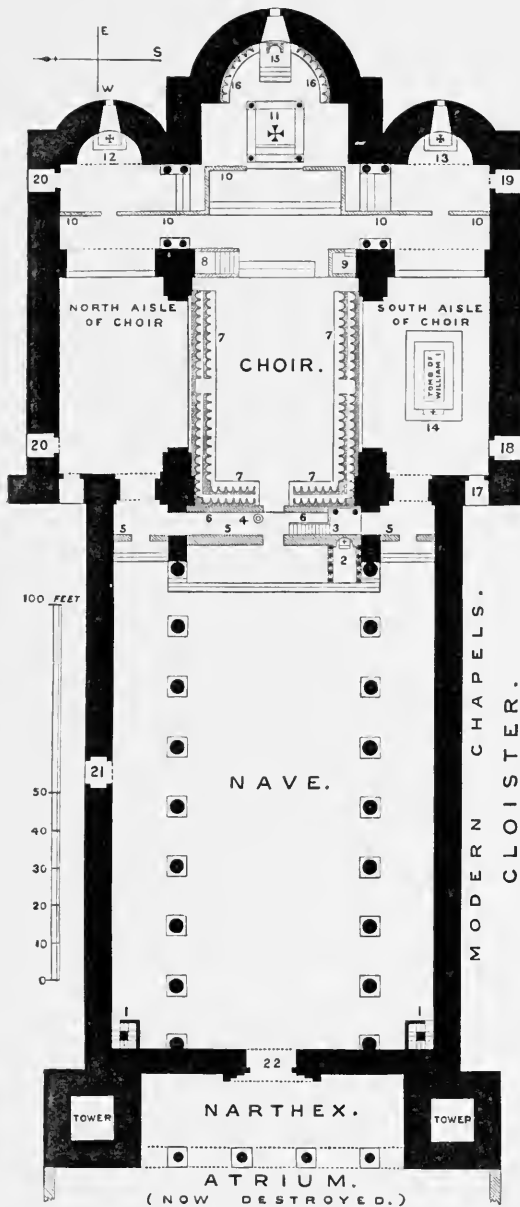 E
S
W
15
16
16
11
12
13
20
19
10
10
10
10
10
8
9
NORTH AISLE
OF CHOIR
SOUTH AISLE
OF CHOIR
7
7
CHOIR.
TOMB OF
WILLIAM I
14
20
18
7
7
17
6
4
6
3
5
5
5
2
100 FEET
NAVE.
21
50
40
30
20
10
0
MODERN CHAPELS.
CLOISTER.
1
1
22
TOWER
NARTHEX.
TOWER
ATRIUM.
(NOW DESTROYED.)